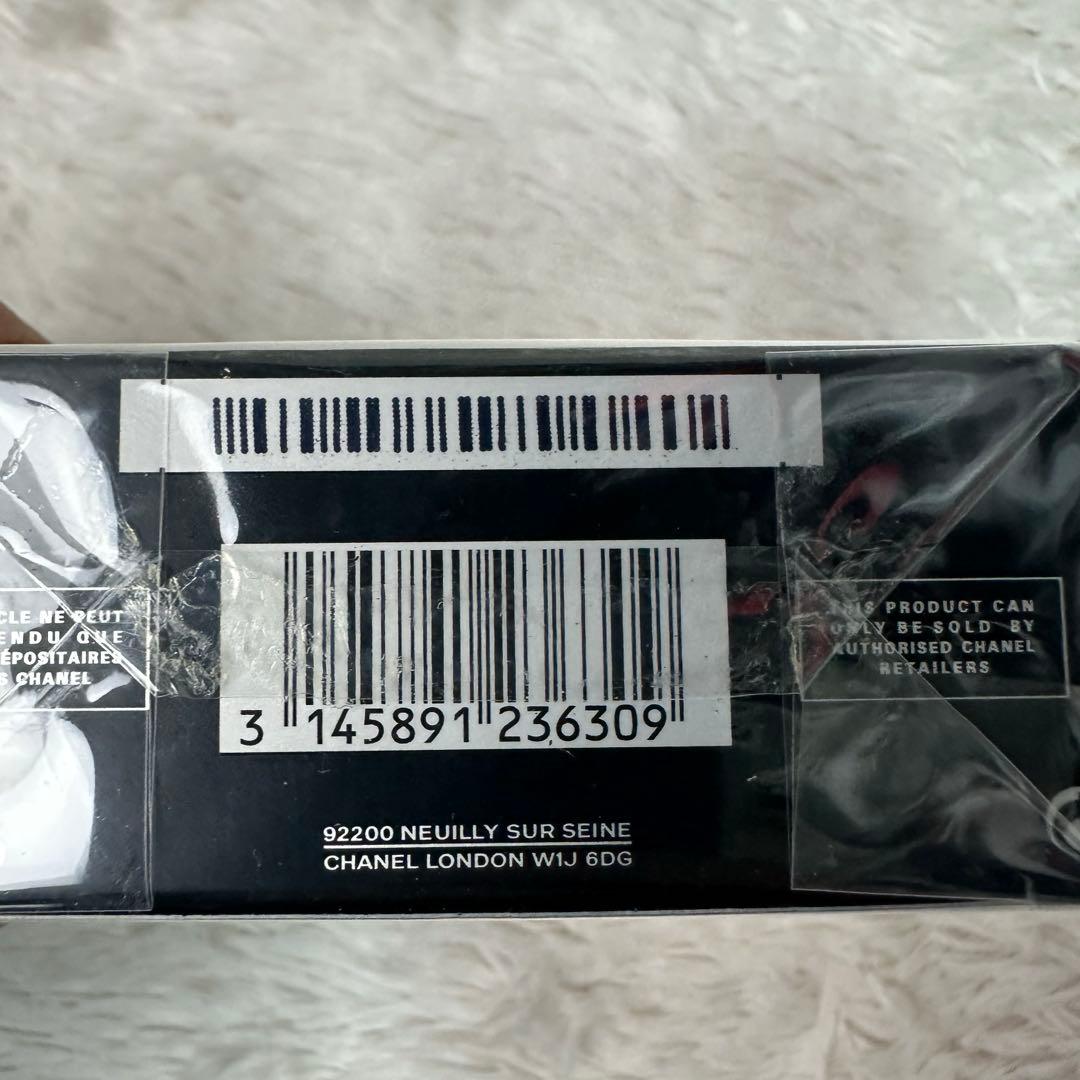 CLE NE PEUT
ENDU QUE
ÉPOSITAIRES
S CHANEL
3 145891 236309
THIS PRODUCT CAN
ONLY BE SOLD BY
AUTHORISED CHANEL
RETAILERS
92200 NEUILLY SUR SEINE
CHANEL LONDON W1J 6DG